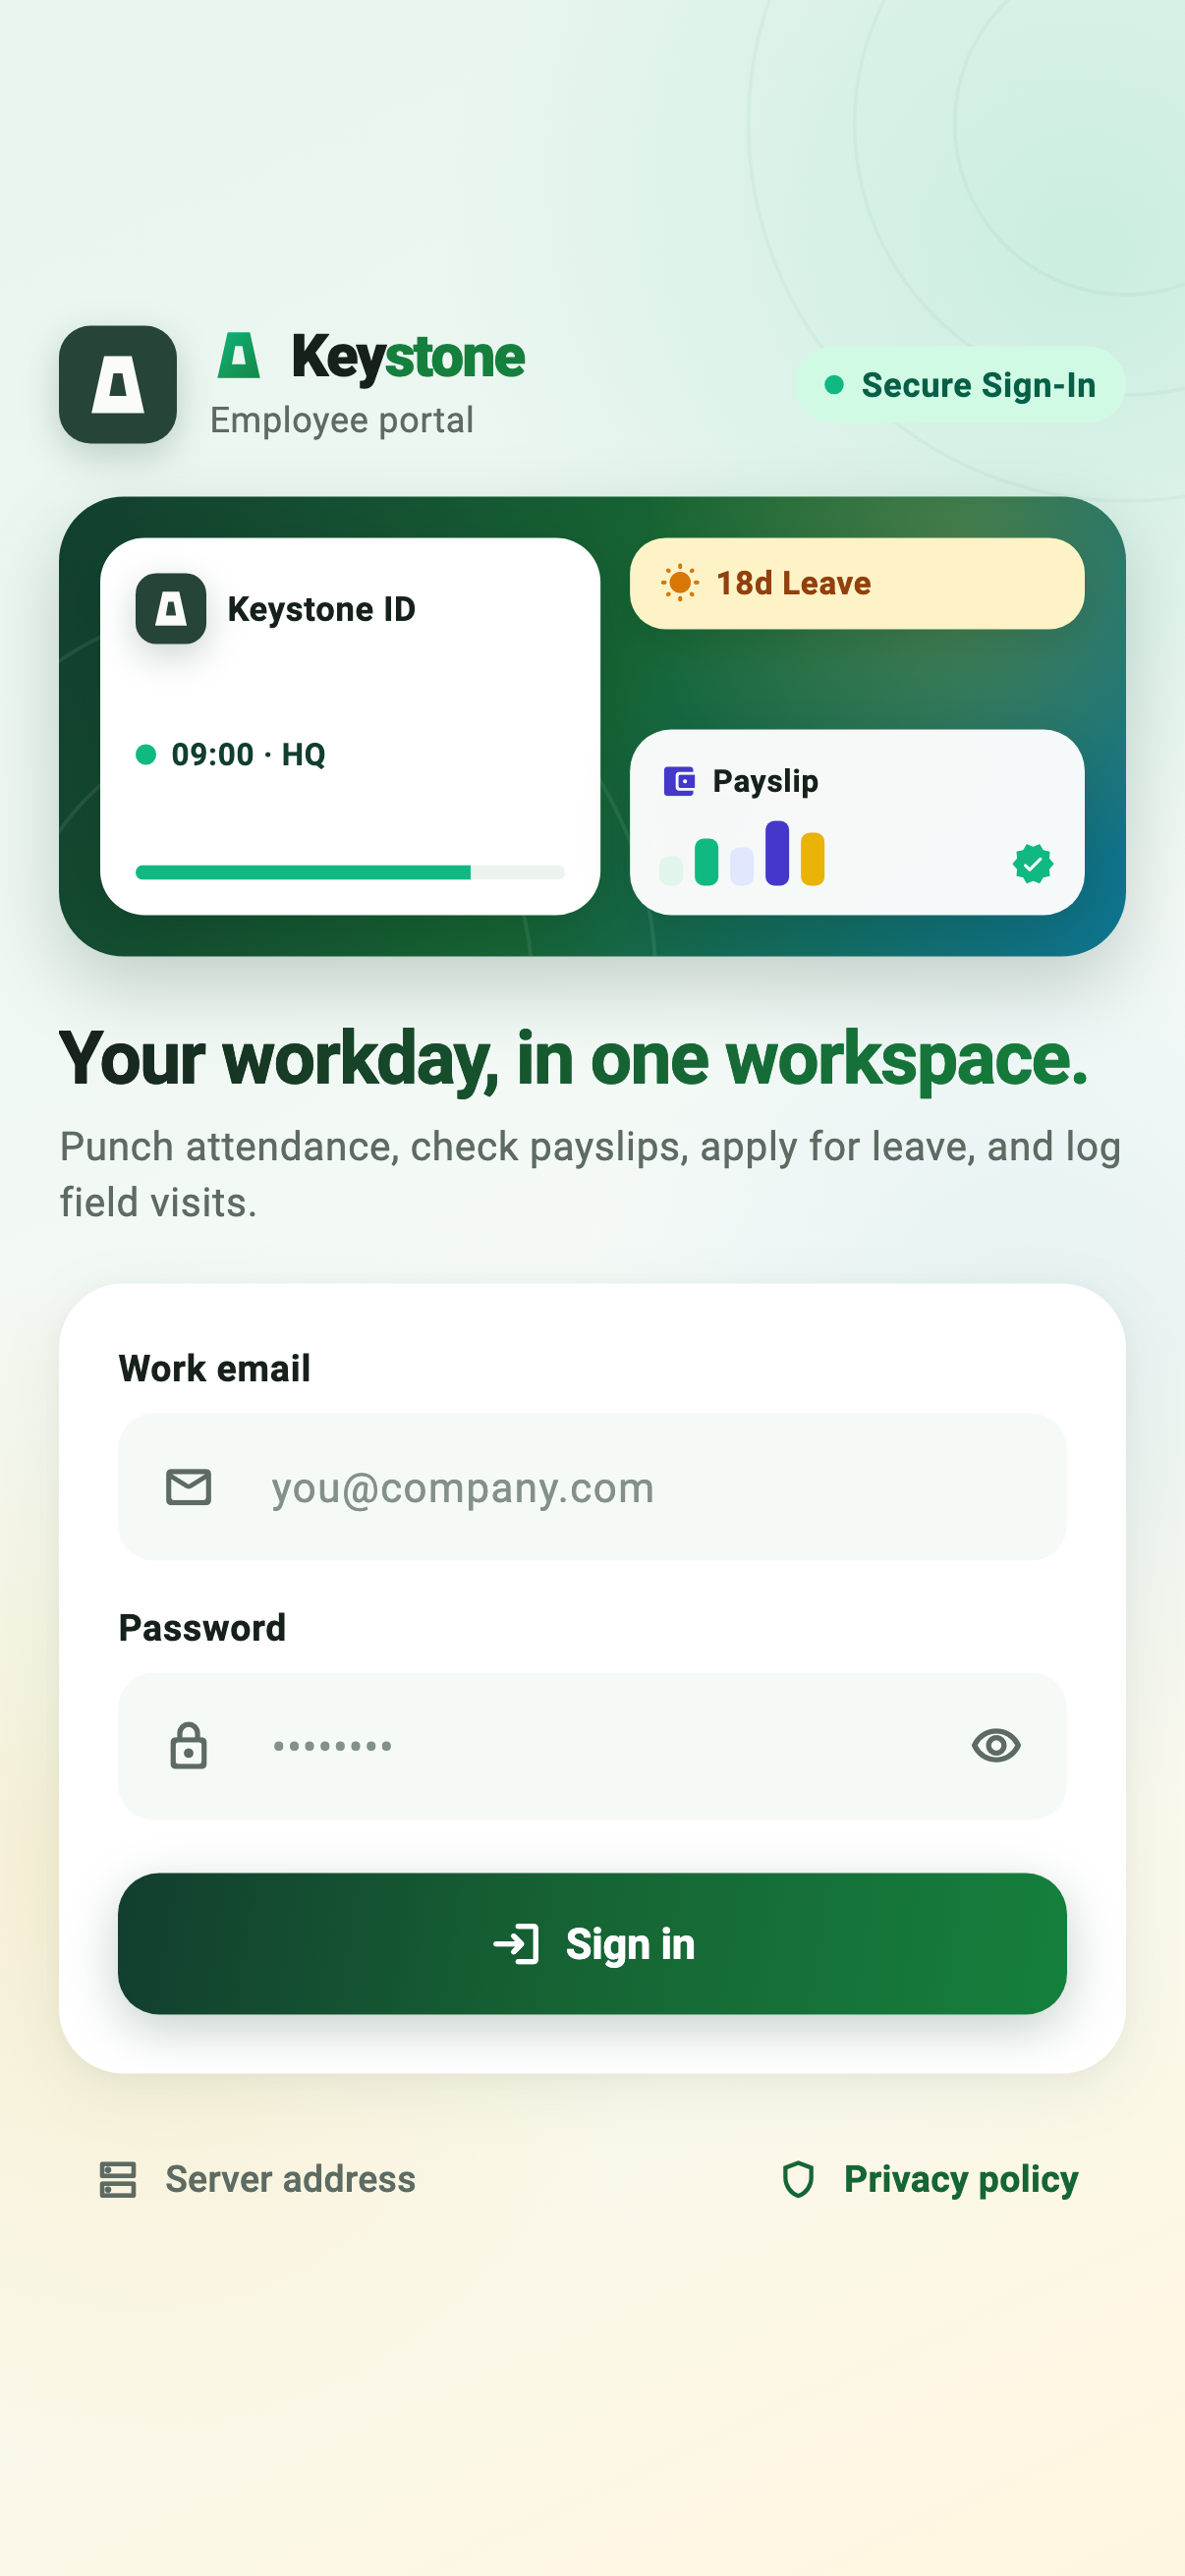 Keystone
Employee portal
Secure Sign-In
Keystone ID
09:00 · HQ
18d Leave
Payslip
Your workday, in one workspace.
Punch attendance, check payslips, apply for leave, and log
field visits.
Work email
you@company.com
Password
••••••••
Sign in
Server address
Privacy policy